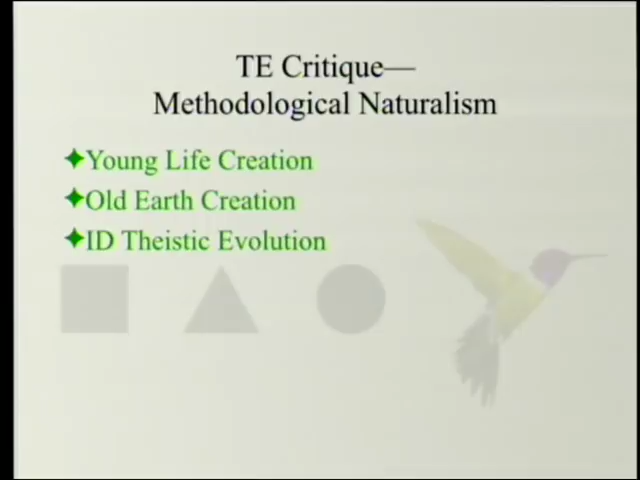 TE Critique—
Methodological Naturalism
Young Life Creation
Old Earth Creation
ID Theistic Evolution